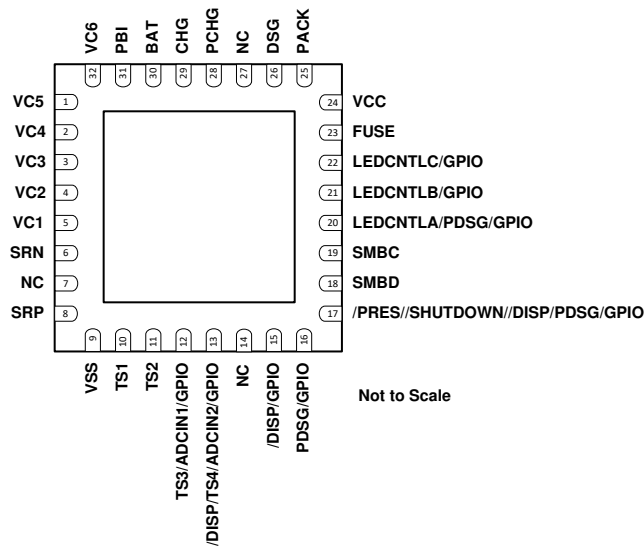 VC6
PBI
BAT
CHG
PCHG
NC
DSG
PACK
32
31
30
29
28
27
26
25
VC5 1
VC4 2
VC3 3
VC2 4
VC1 5
SRN 6
NC 7
SRP 8
24 VCC
23 FUSE
22 LEDCNTLC/GPIO
21 LEDCNTLB/GPIO
20 LEDCNTLA/PDSG/GPIO
19 SMBC
18 SMBD
17 /PRES//SHUTDOWN//DISP/PDSG/GPIO
9
10
11
12
13
14
15
16
VSS
TS1
TS2
TS3/ADCIN1/GPIO
/DISP/TS4/ADCIN2/GPIO
NC
/DISP/GPIO
PDSG/GPIO
Not to Scale